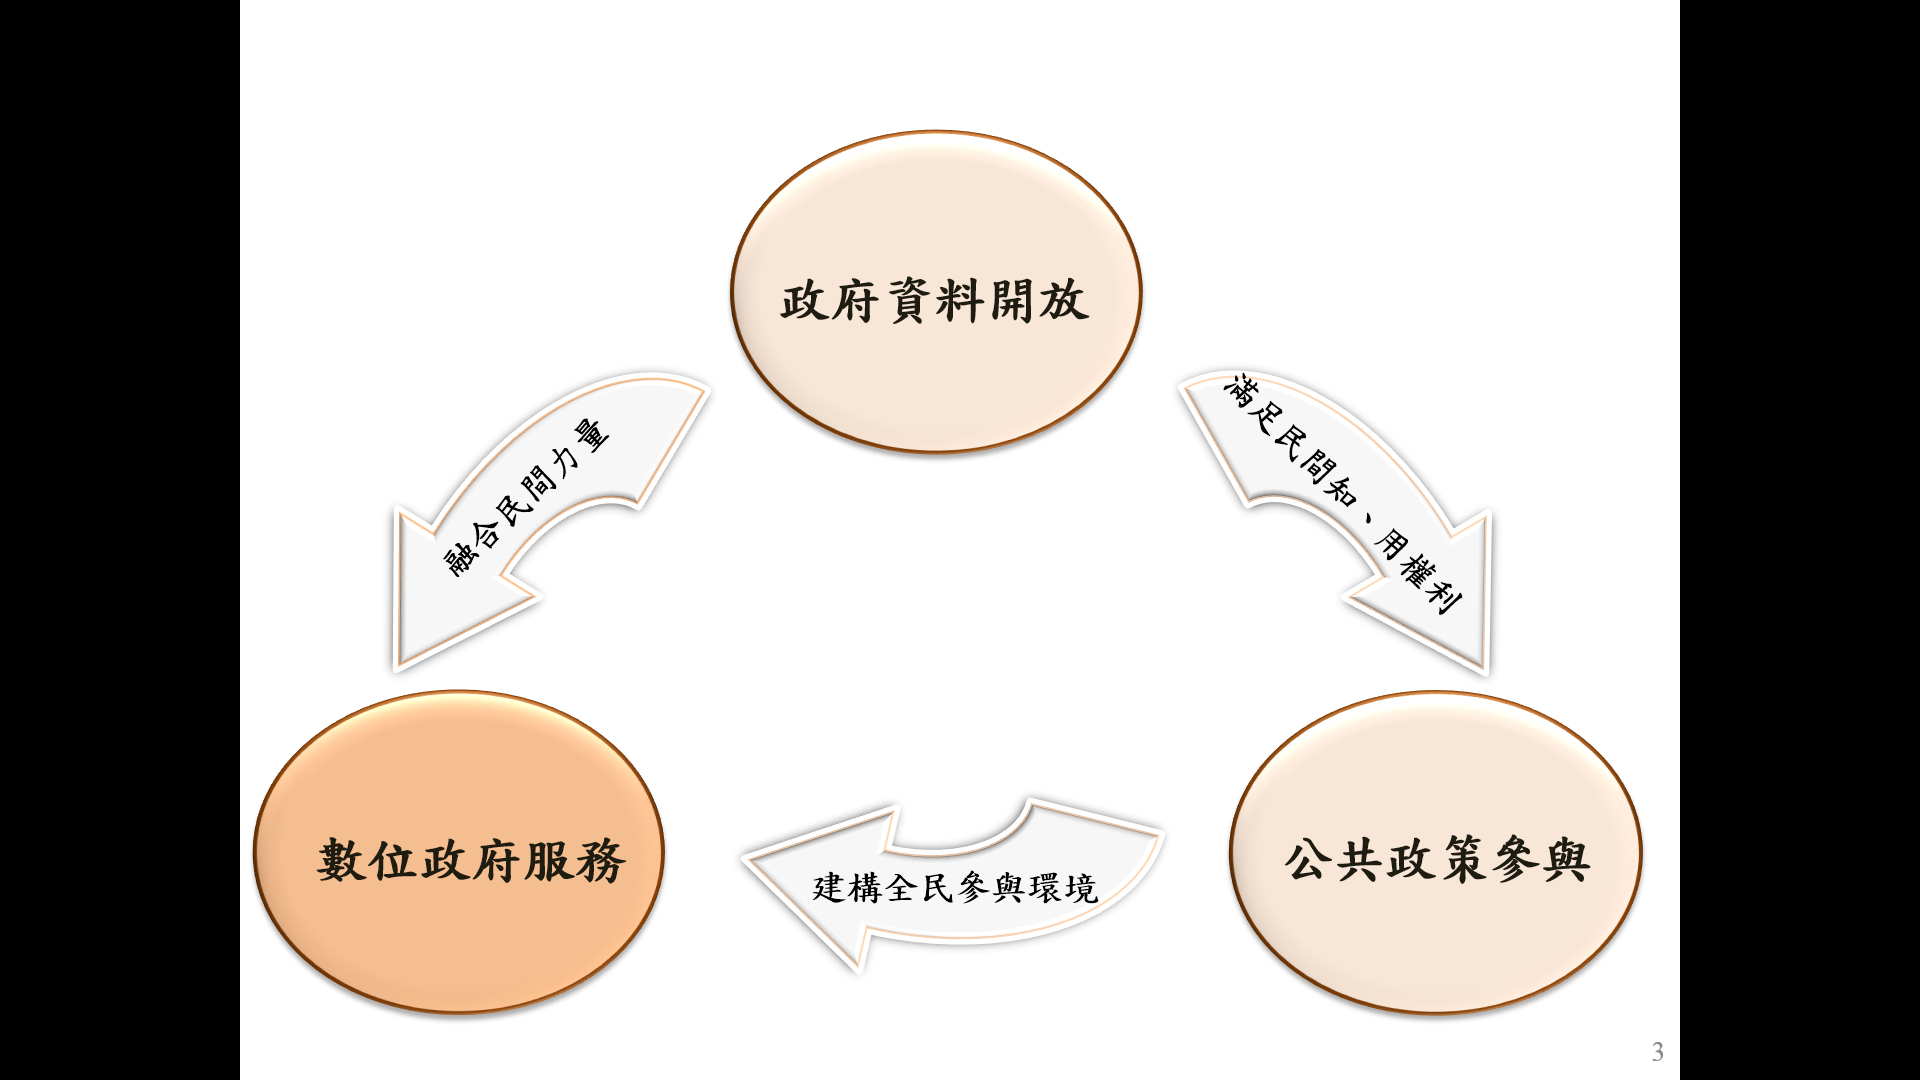 政府資料開放
融合民間力量
滿足民間知、用權利
數位政府服務
建構全民參與環境
公共政策參與
3